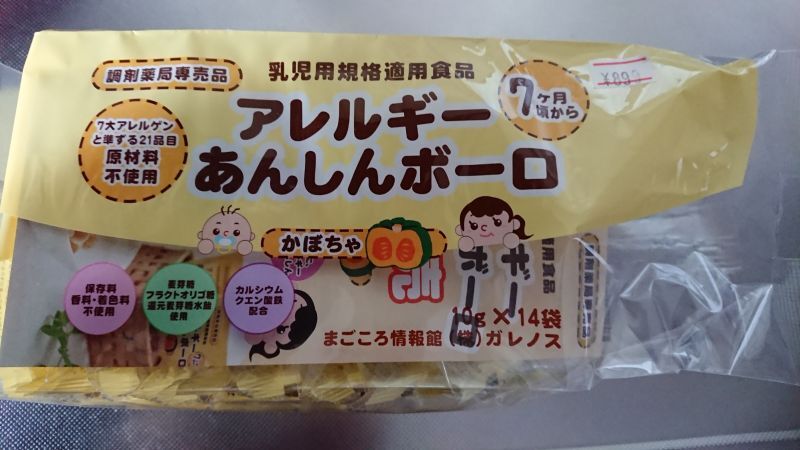 調剤薬局専売品
乳児用規格適用食品
7ヶ月
頃から
7大アレルゲン
と準ずる21品目
原材料
不使用
アレルギー
あんしんボーロ
かぼちゃ
保存料
香料・着色料
不使用
麦芽糖
フラクトオリゴ糖
還元麦芽糖水飴
使用
カルシウム
クエン酸鉄
配合
10g×14袋
まごころ情報館 (株)ガレノス